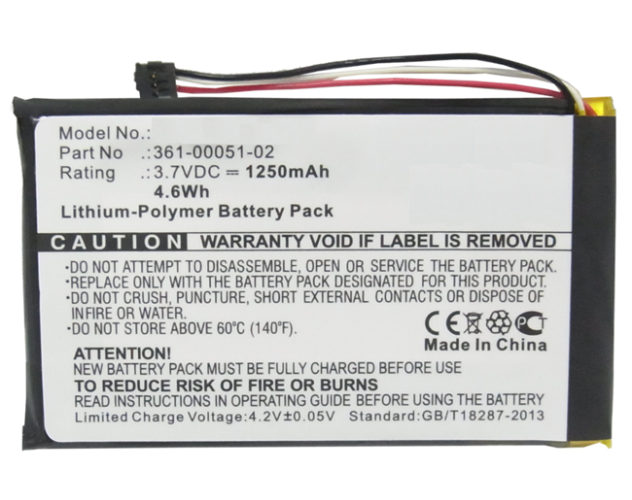 Model No.:
Part No .:361-00051-02
Rating .:3.7VDC = 1250mAh
4.6Wh
Lithium-Polymer Battery Pack
CAUTION WARRANTY VOID IF LABEL IS REMOVED
·DO NOT ATTEMPT TO DISASSEMBLE, OPEN OR SERVICE THE BATTERY PACK.
·REPLACE ONLY WITH THE BATTERY PACK DESIGNATED FOR THIS PRODUCT.
·DO NOT CRUSH, PUNCTURE, SHORT EXTERNAL CONTACTS OR DISPOSE OF
IN FIRE OR WATER.
·DO NOT STORE ABOVE 60°C (140°F).
CE PCT
Made In China
ATTENTION!
NEW BATTERY PACK MUST BE FULLY CHARGED BEFORE USE
TO REDUCE RISK OF FIRE OR BURNS
READ INSTRUCTIONS IN OPERATING GUIDE BEFORE USING BATTERY
Limited Charge Voltage:4.2V±0.05V Standard:GB/T18287-2013